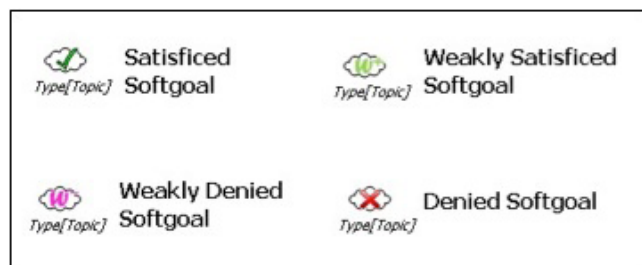 Satisficed
Softgoal
Type[Topic]
W+
Weakly Satisficed
Softgoal
Type[Topic]
W
Weakly Denied
Softgoal
Type[Topic]
Denied Softgoal
Type[Topic]